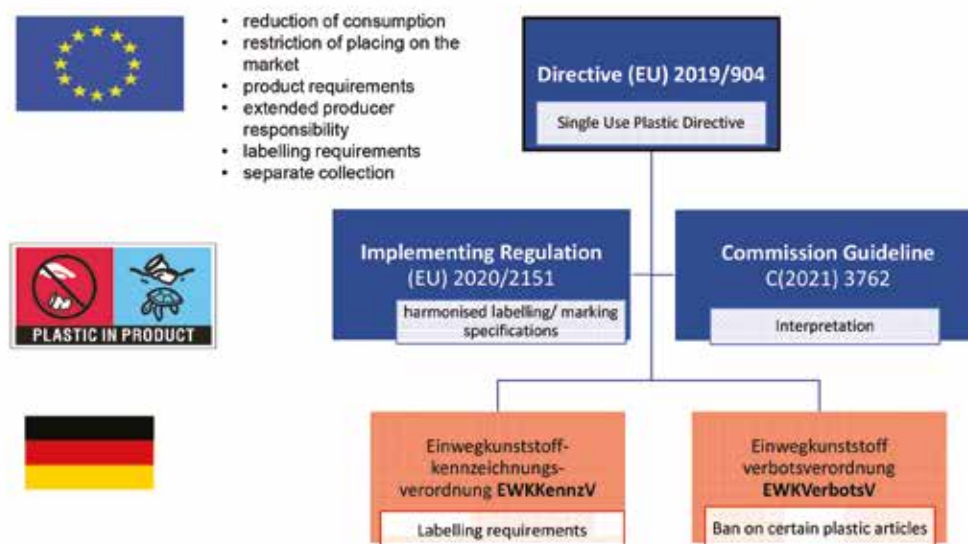 • reduction of consumption
• restriction of placing on the
market
• product requirements
• extended producer
responsibility
• labelling requirements
• separate collection
Directive (EU) 2019/904
Single Use Plastic Directive
Implementing Regulation
(EU) 2020/2151
harmonised labelling/ marking
specifications
Commission Guideline
C(2021) 3762
Interpretation
PLASTIC IN PRODUCT
Einwegkunststoff-
kennzeichnungs-
verordnung EWKKennzV
Labelling requirements
Einwegkunststoff
verbotsverordnung
EWKVerbotsV
Ban on certain plastic articles